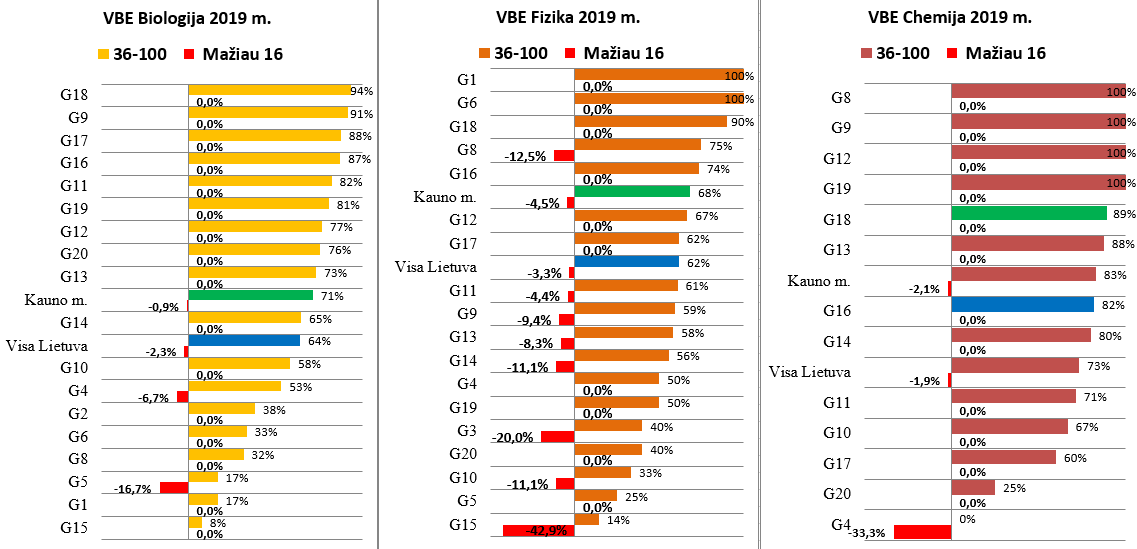 VBE Biologija 2019 m.
36-100 Mažiau 16
G18 94%
0,0%
G9 91%
0,0%
G17 88%
0,0%
G16 87%
0,0%
G11 82%
0,0%
G19 81%
0,0%
G12 77%
0,0%
G20 76%
0,0%
G13 73%
0,0%
Kauno m. 71%
-0,9%
G14 65%
0,0%
Visa Lietuva 64%
-2,3%
G10 58%
0,0%
G4 53%
-6,7%
G2 38%
0,0%
G6 33%
0,0%
G8 32%
0,0%
G5 17%
-16,7%
G1 17%
0,0%
G15 8%
0,0%
VBE Fizika 2019 m.
36-100 Mažiau 16
G1 100%
0,0%
G6 100%
0,0%
G18 90%
0,0%
G8 75%
-12,5%
G16 74%
0,0%
Kauno m. 68%
-4,5%
G12 67%
0,0%
G17 62%
0,0%
Visa Lietuva 62%
-3,3%
G11 61%
-4,4%
G9 59%
-9,4%
G13 58%
-8,3%
G14 56%
-11,1%
G4 50%
0,0%
G19 50%
0,0%
G3 40%
-20,0%
G20 40%
0,0%
G10 33%
-11,1%
G5 25%
0,0%
G15 14%
-42,9%
VBE Chemija 2019 m.
36-100 Mažiau 16
G8 100%
0,0%
G9 100%
0,0%
G12 100%
0,0%
G19 100%
0,0%
G18 89%
0,0%
G13 88%
0,0%
Kauno m. 83%
-2,1%
G16 82%
0,0%
G14 80%
0,0%
Visa Lietuva 73%
-1,9%
G11 71%
0,0%
G10 67%
0,0%
G17 60%
0,0%
G20 25%
0,0%
G4 0%
-33,3%